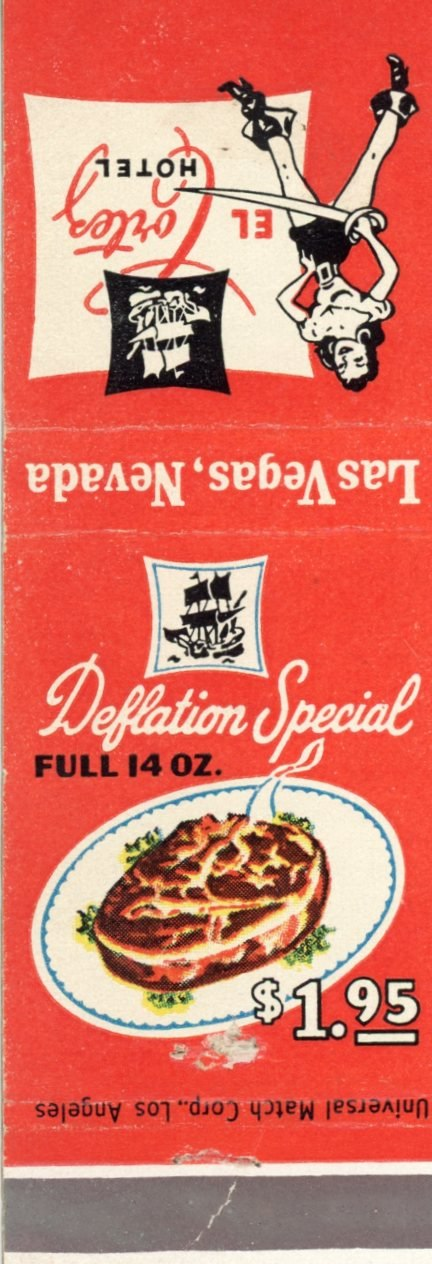 EL
Cortez
HOTEL
Las Vegas, Nevada
Deflation Special
FULL 14 OZ.
$1.95
Universal Match Corp., Los Angeles